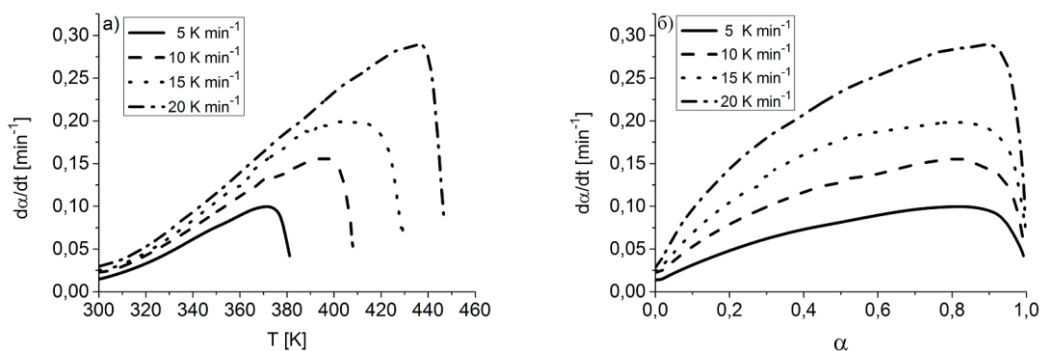 а)
5 K min-1
10 K min-1
15 K min-1
20 K min-1
0,35
0,30
0,25
0,20
0,15
0,10
0,05
0,00
dα/dt [min-1]
300 320 340 360 380 400 420 440 460
T [K]
б)
5 K min-1
10 K min-1
15 K min-1
20 K min-1
0,35
0,30
0,25
0,20
0,15
0,10
0,05
0,00
dα/dt [min-1]
0,0 0,2 0,4 0,6 0,8 1,0
α